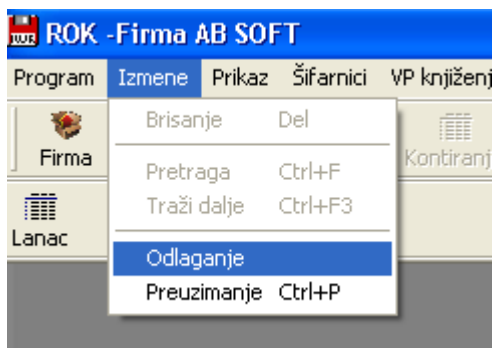 ROK -Firma AB SOFT
Program Izmene Prikaz Šifarnici VP knjiženj
Brisanje Del
Firma
Pretraga Ctrl+F
Kontiranj
Traži dalje Ctrl+F3
Lanac
Odlaganje
Preuzimanje Ctrl+P